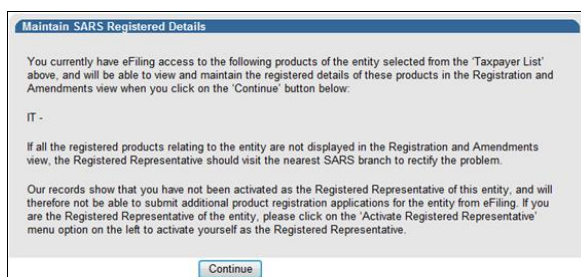 Maintain SARS Registered Details
You currently have eFiling access to the following products of the entity selected from the 'Taxpayer List'
above, and will be able to view and maintain the registered details of these products in the Registration and
Amendments view when you click on the 'Continue' button below:
IT -
If all the registered products relating to the entity are not displayed in the Registration and Amendments
view, the Registered Representative should visit the nearest SARS branch to rectify the problem.
Our records show that you have not been activated as the Registered Representative of this entity, and will
therefore not be able to submit additional product registration applications for the entity from eFiling. If you
are the Registered Representative of the entity, please click on the 'Activate Registered Representative'
menu option on the left to activate yourself as the Registered Representative.
Continue